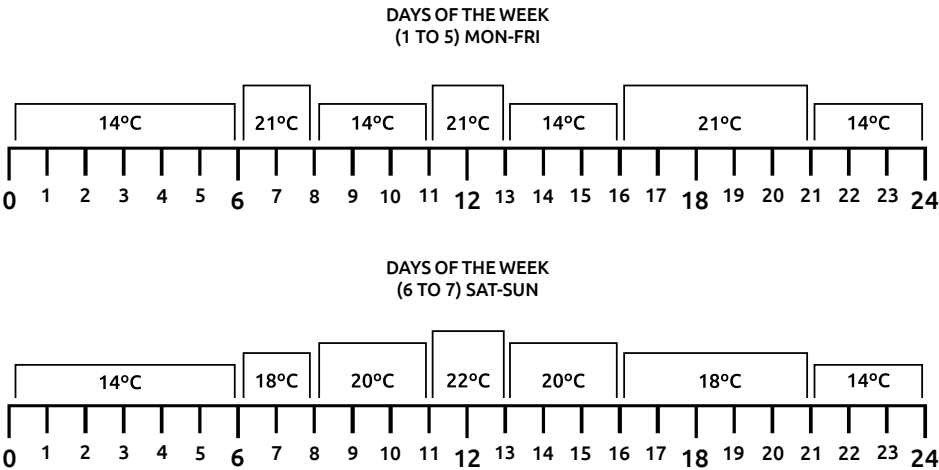 DAYS OF THE WEEK
(1 TO 5) MON-FRI
14ºC 21ºC 14ºC 21ºC 14ºC 21ºC 14ºC
0 1 2 3 4 5 6 7 8 9 10 11 12 13 14 15 16 17 18 19 20 21 22 23 24
DAYS OF THE WEEK
(6 TO 7) SAT-SUN
14ºC 18ºC 20ºC 22ºC 20ºC 18ºC 14ºC
0 1 2 3 4 5 6 7 8 9 10 11 12 13 14 15 16 17 18 19 20 21 22 23 24